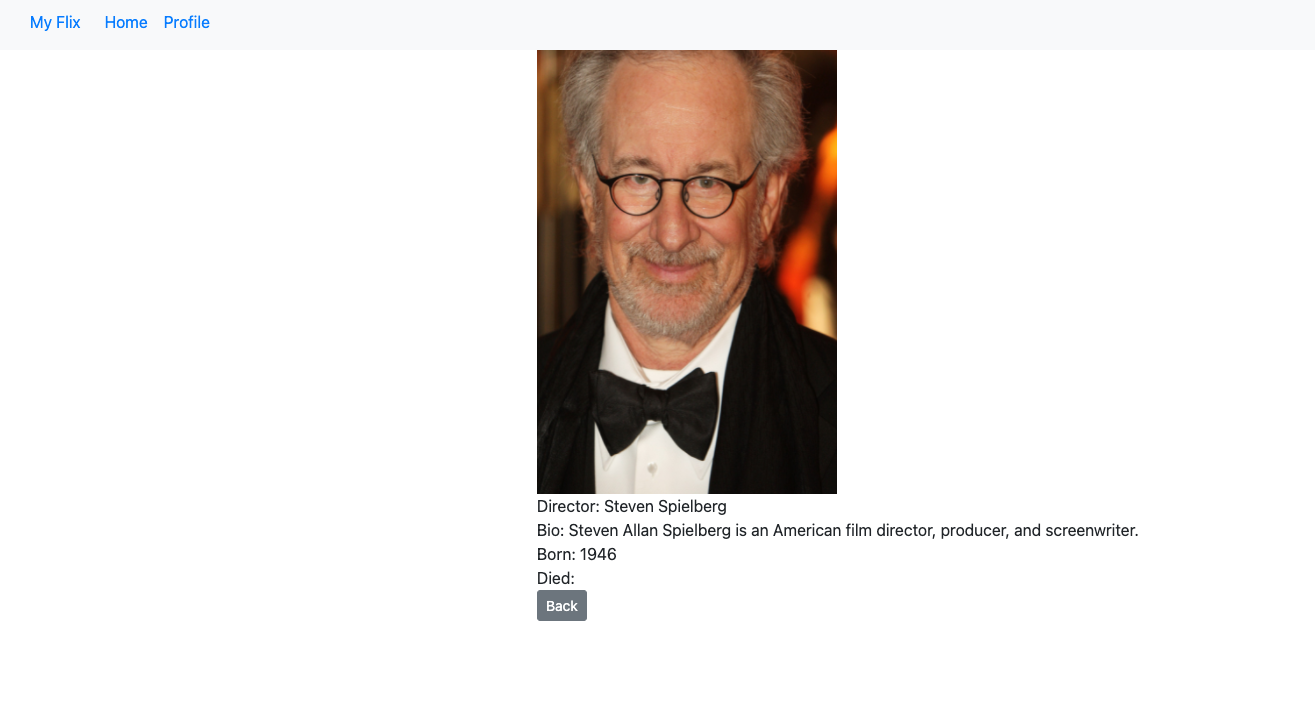 My Flix Home Profile
Director: Steven Spielberg
Bio: Steven Allan Spielberg is an American film director, producer, and screenwriter.
Born: 1946
Died:
Back